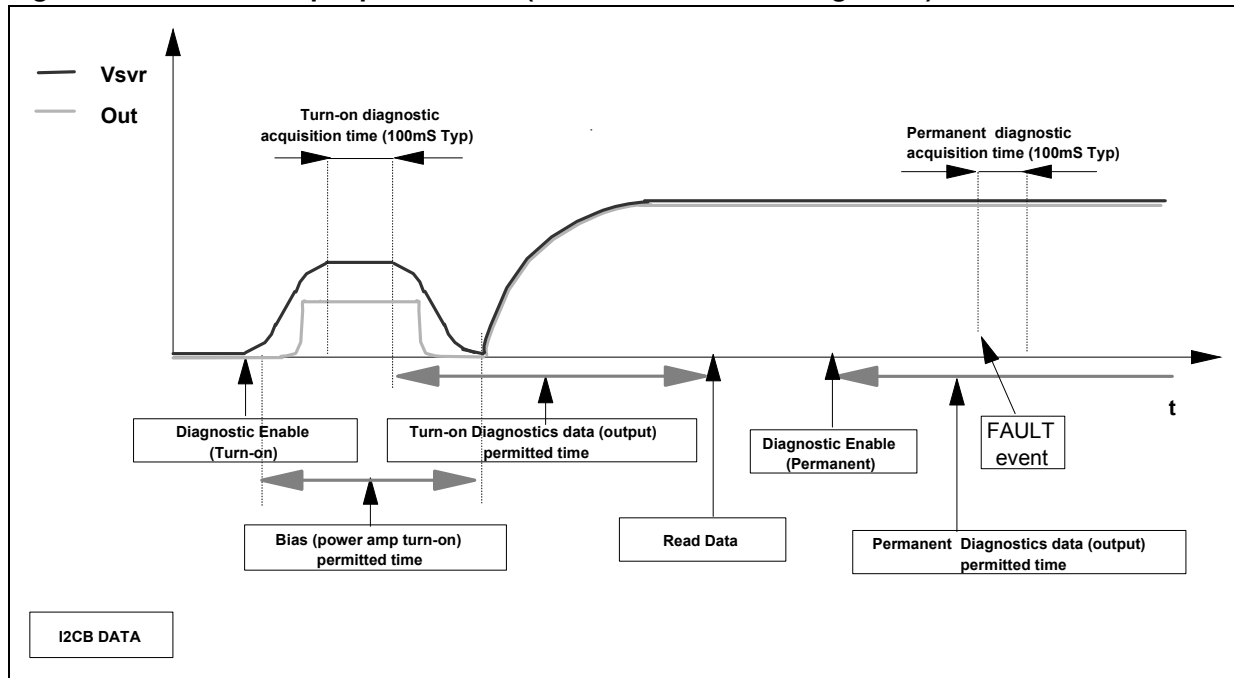 Vsvr
Out
Turn-on diagnostic
acquisition time (100mS Typ)
Permanent diagnostic
acquisition time (100mS Typ)
t
Diagnostic Enable
(Turn-on)
Turn-on Diagnostics data (output)
permitted time
Diagnostic Enable
(Permanent)
FAULT
event
Bias (power amp turn-on)
permitted time
Read Data
Permanent Diagnostics data (output)
permitted time
I2CB DATA